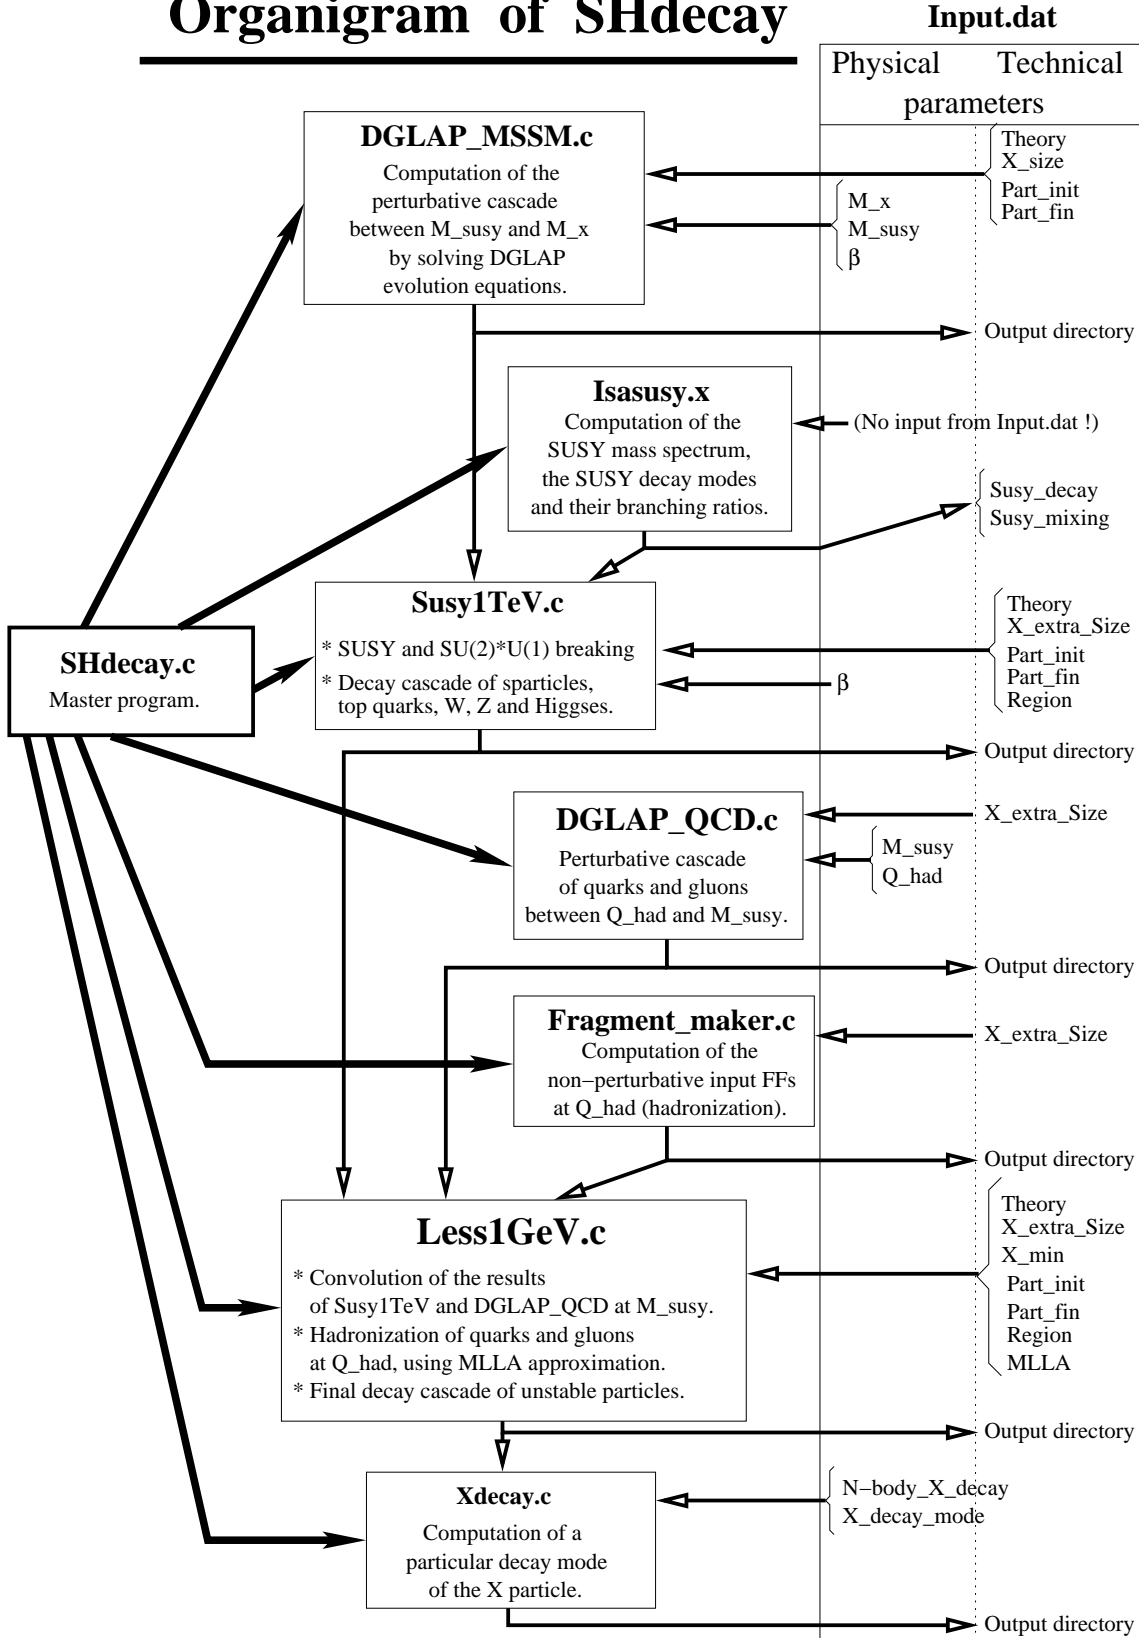 Organigram of SHdecay
Input.dat
Physical Technical
parameters
DGLAP_MSSM.c
Computation of the
perturbative cascade
between M_susy and M_x
by solving DGLAP
evolution equations.
Theory
X_size
Part_init
Part_fin
M_x
M_susy
β
Output directory
Isasusy.x
Computation of the
SUSY mass spectrum,
the SUSY decay modes
and their branching ratios.
(No input from Input.dat !)
Susy_decay
Susy_mixing
Susy1TeV.c
* SUSY and SU(2)*U(1) breaking
* Decay cascade of sparticles,
top quarks, W, Z and Higgses.
Theory
X_extra_Size
Part_init
Part_fin
Region
β
SHdecay.c
Master program.
Output directory
DGLAP_QCD.c
Perturbative cascade
of quarks and gluons
between Q_had and M_susy.
X_extra_Size
M_susy
Q_had
Output directory
Fragment_maker.c
Computation of the
non−perturbative input FFs
at Q_had (hadronization).
X_extra_Size
Output directory
Less1GeV.c
* Convolution of the results
of Susy1TeV and DGLAP_QCD at M_susy.
* Hadronization of quarks and gluons
at Q_had, using MLLA approximation.
* Final decay cascade of unstable particles.
Theory
X_extra_Size
X_min
Part_init
Part_fin
Region
MLLA
Output directory
Xdecay.c
Computation of a
particular decay mode
of the X particle.
N−body_X_decay
X_decay_mode
Output directory